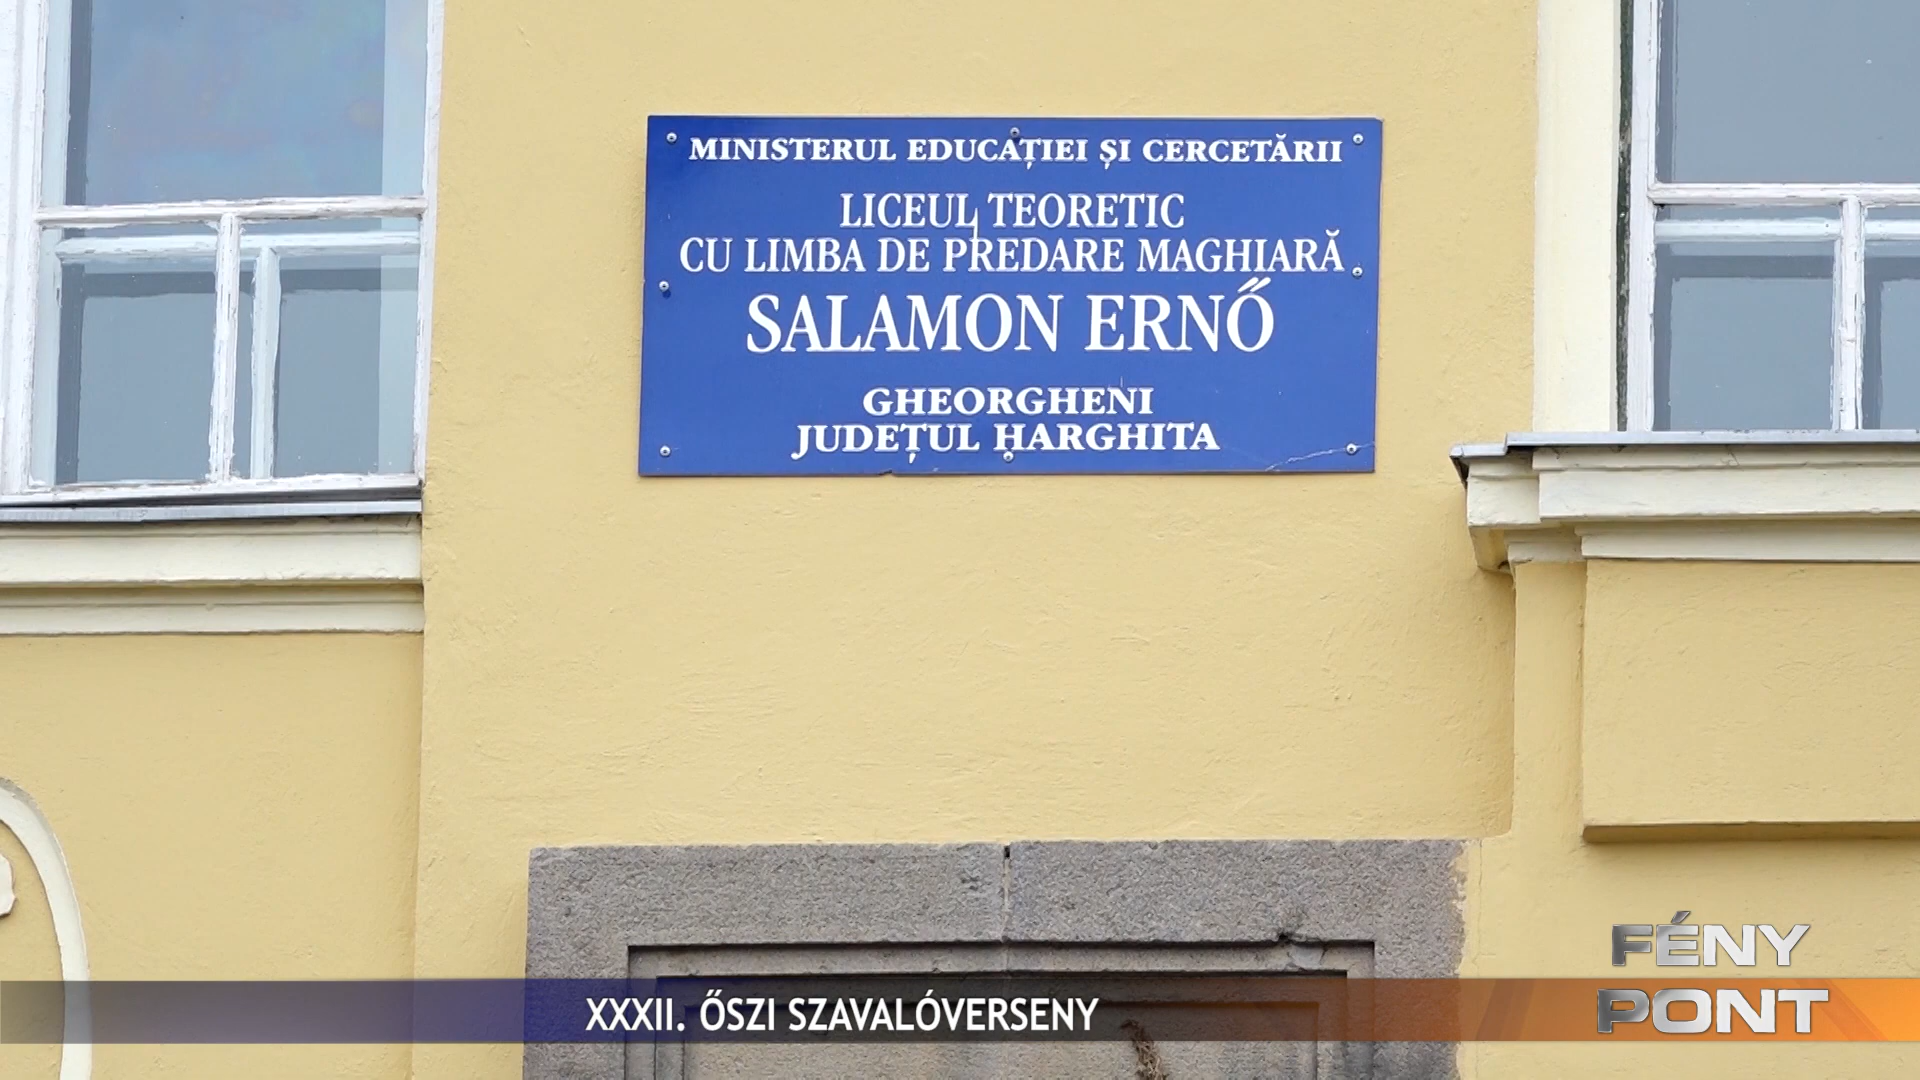 MINISTERUL EDUCAȚIEI ȘI CERCETĂRII
LICEUL TEORETIC
CU LIMBA DE PREDARE MAGHIARĂ
SALAMON ERNŐ
GHEORGHENI
JUDEȚUL HARGHITA
XXXII. ŐSZI SZAVALÓVERSENY
FÉNY
PONT